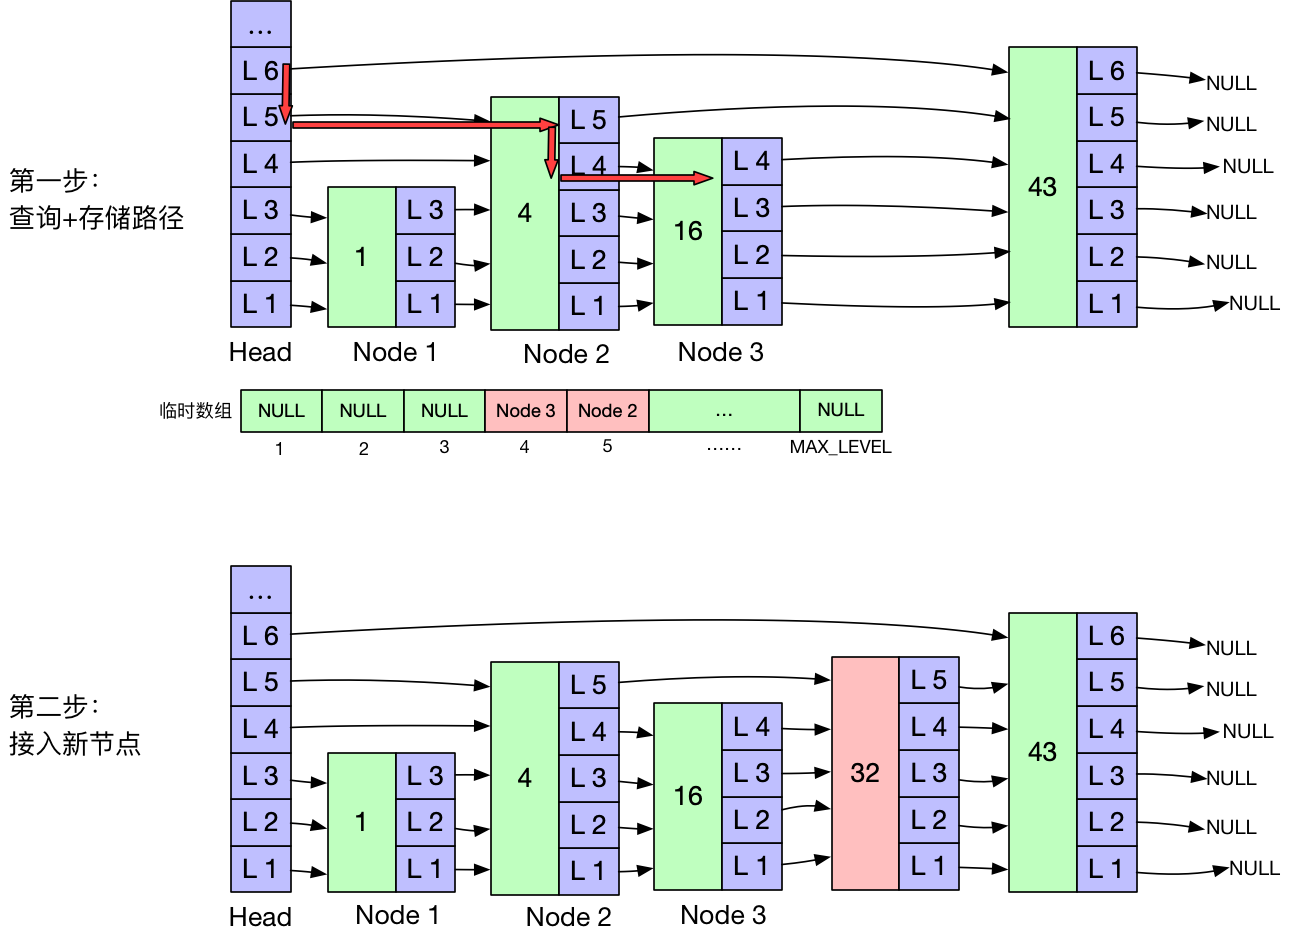 …
L 6
NULL
L 5
L 5
L 5
NULL
L 4
L 4
L 4
L 4
NULL
第一步：
查询+存储路径
L 3
L 3
L 3
L 3
L 3
NULL
1
4
16
43
L 2
L 2
L 2
L 2
L 2
NULL
L 1
L 1
L 1
L 1
L 1
NULL
L 6
Head
Node 1
Node 2
Node 3
临时数组
NULL
NULL
NULL
Node 3
Node 2
…
NULL
1
2
3
4
5
……
MAX_LEVEL
…
L 6
L 6
NULL
L 5
L 5
L 5
L 5
NULL
第二步：
接入新节点
L 4
L 4
L 4
L 4
L 4
NULL
L 3
L 3
L 3
L 3
L 3
L 3
NULL
1
4
16
32
43
L 2
L 2
L 2
L 2
L 2
L 2
NULL
L 1
L 1
L 1
L 1
L 1
L 1
NULL
Head
Node 1
Node 2
Node 3